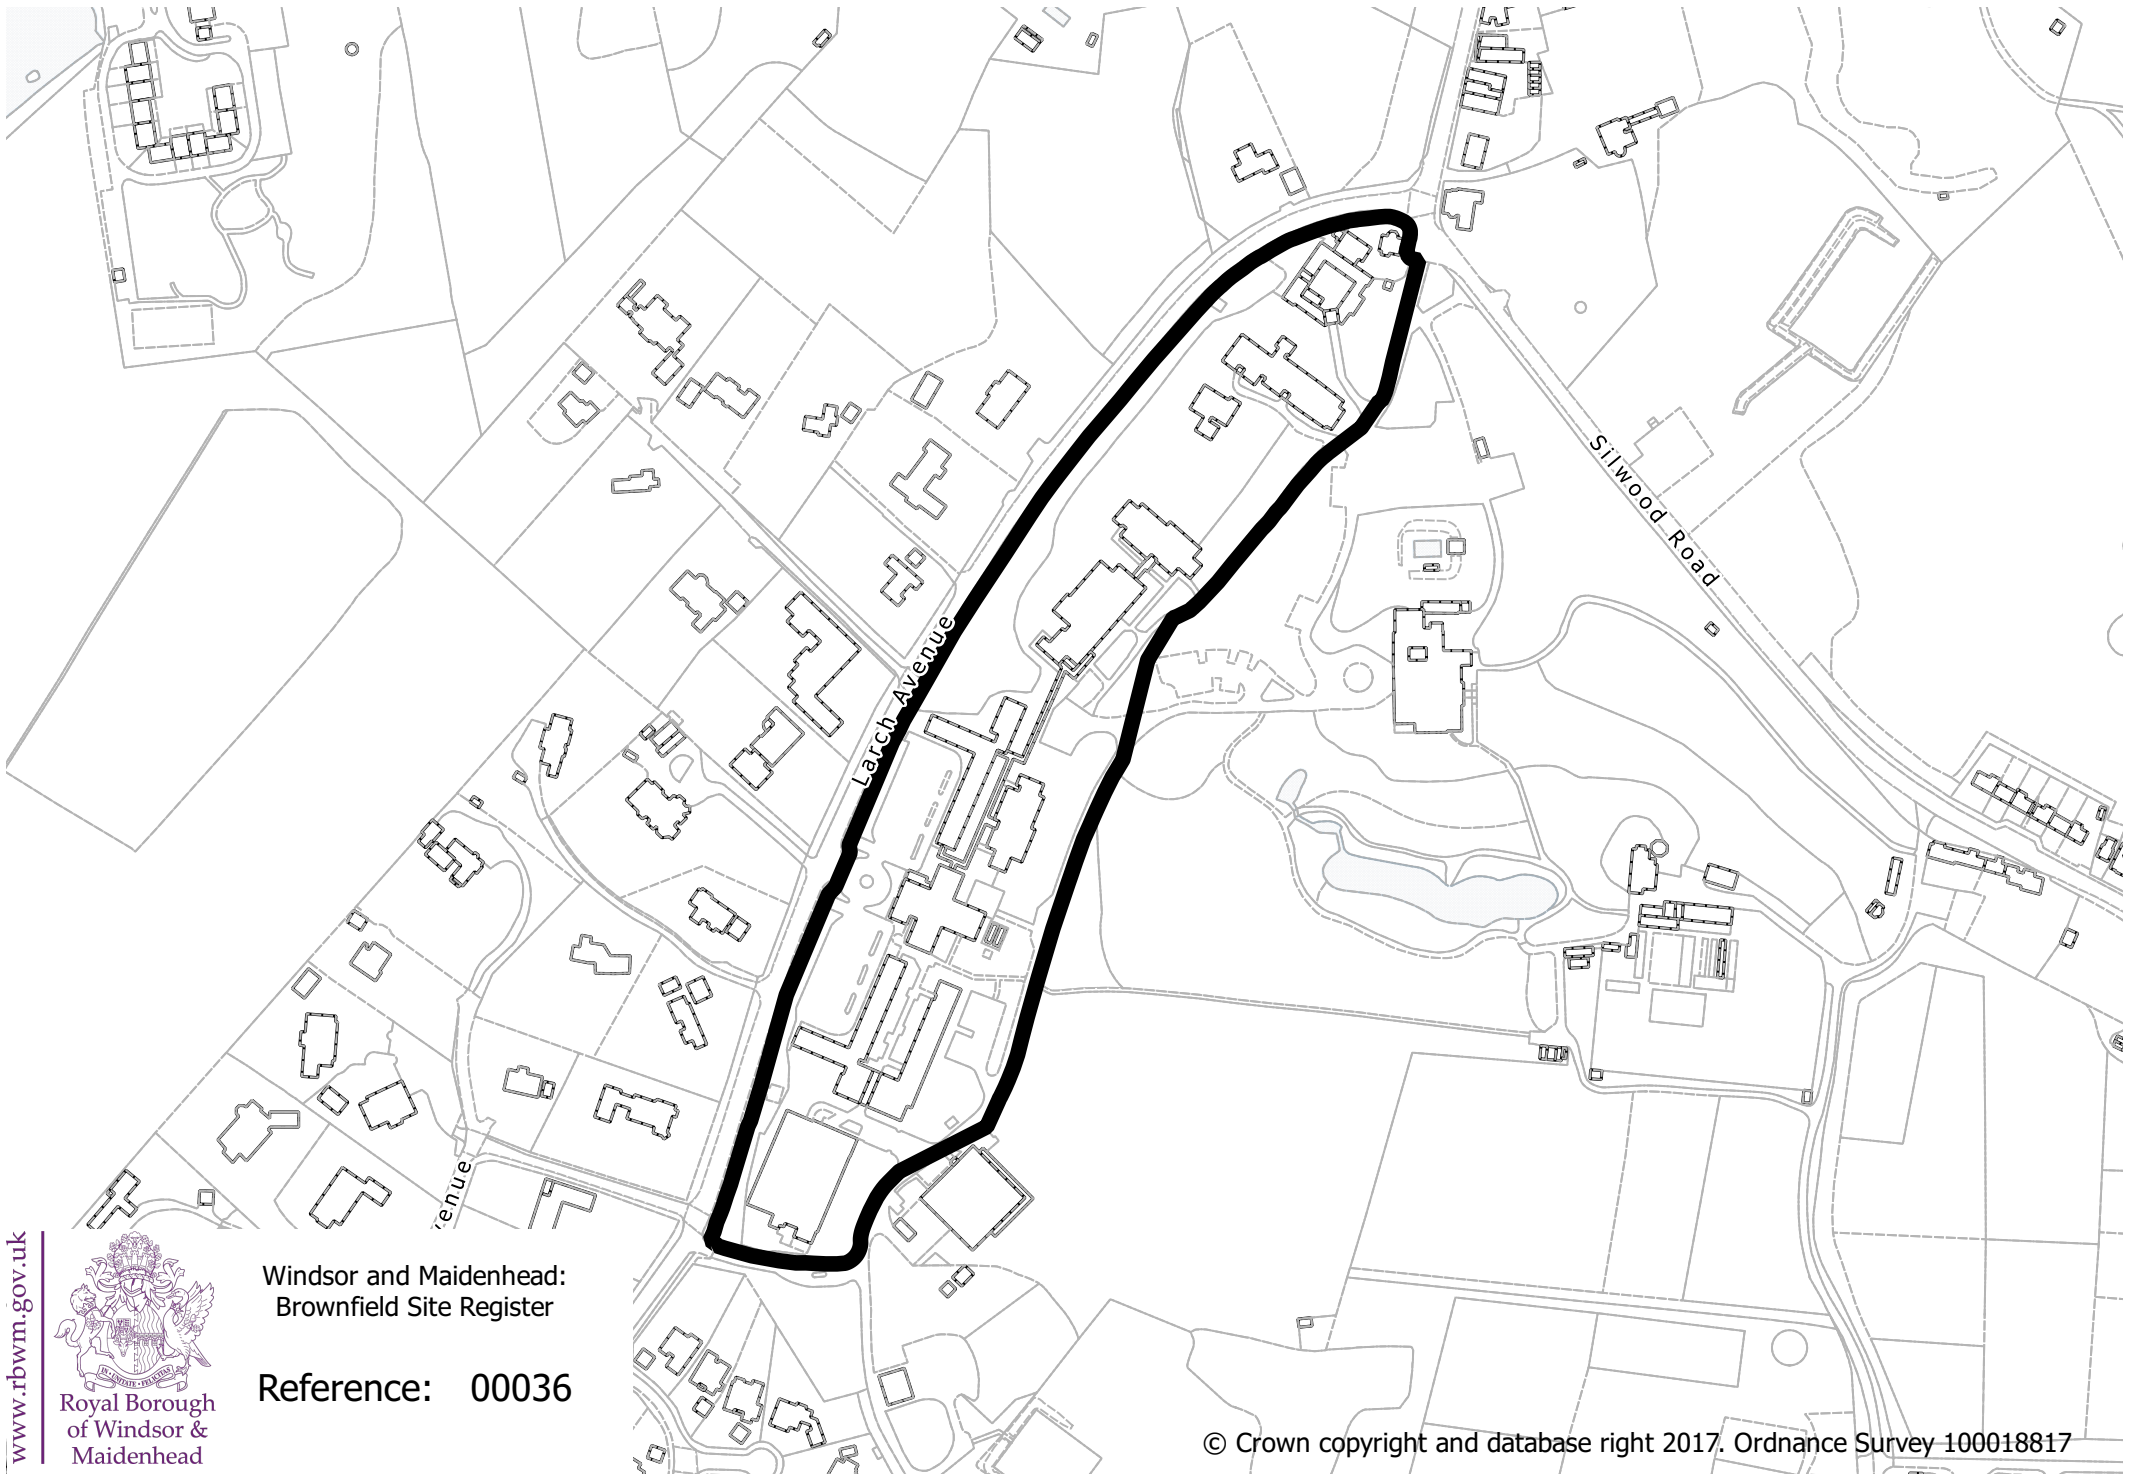 Silwood Road
Larch Avenue
venue
www.rbwm.gov.uk
Windsor and Maidenhead:
Brownfield Site Register
Reference: 00036
Royal Borough
of Windsor &
Maidenhead
© Crown copyright and database right 2017. Ordnance Survey 100018817